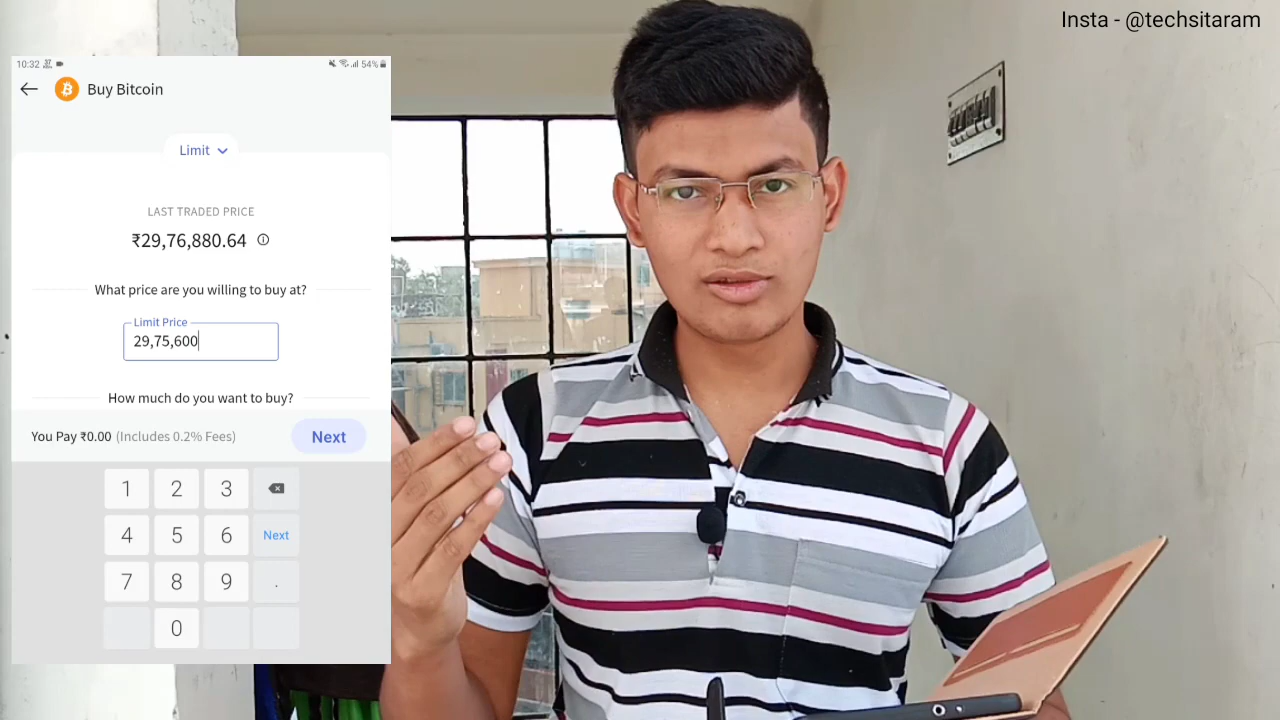 Insta - @techsitaram
10:32 54%
Buy Bitcoin
Limit
LAST TRADED PRICE
₹29,76,880.64
What price are you willing to buy at?
Limit Price
29,75,600
How much do you want to buy?
You Pay ₹0.00 (Includes 0.2% Fees)
Next
1 2 3
4 5 6 Next
7 8 9 .
0